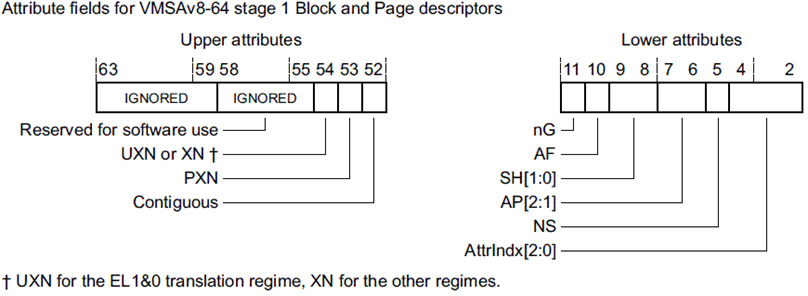 Attribute fields for VMSAv8-64 stage 1 Block and Page descriptors
Upper attributes
63 59 58 55 54 53 52
IGNORED IGNORED
Reserved for software use
UXN or XN †
PXN
Contiguous
Lower attributes
11 10 9 8 7 6 5 4 2
nG
AF
SH[1:0]
AP[2:1]
NS
AttrIndx[2:0]
† UXN for the EL1&0 translation regime, XN for the other regimes.